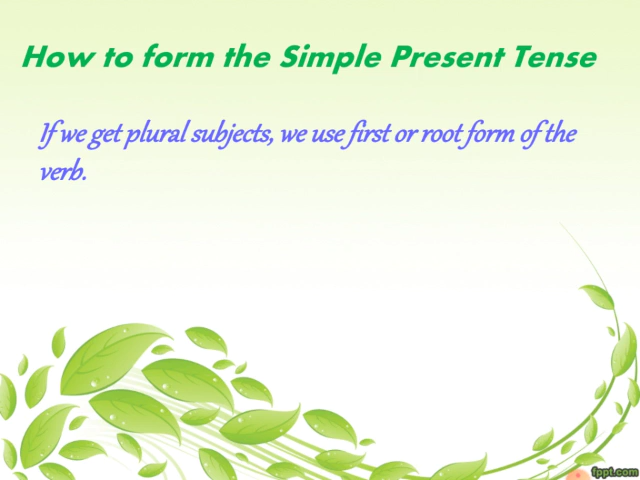 How to form the Simple Present Tense
If we get plural subjects, we use first or root form of the
verb.
fppt.com